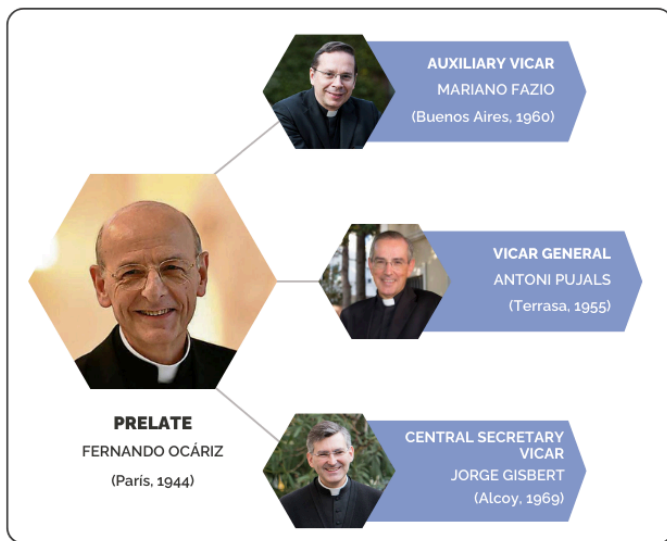 AUXILIARY VICAR
MARIANO FAZIO
(Buenos Aires, 1960)
VICAR GENERAL
ANTONI PUJALS
(Terrasa, 1955)
PRELATE
FERNANDO OCÁRIZ
(París, 1944)
CENTRAL SECRETARY
VICAR
JORGE GISBERT
(Alcoy, 1969)